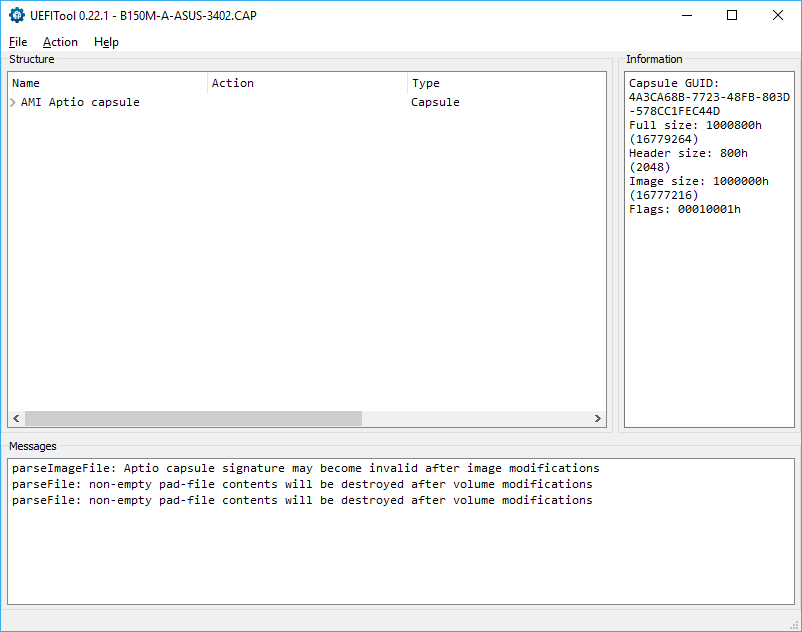 UEFITool 0.22.1 - B150M-A-ASUS-3402.CAP
File Action Help
Structure
Name Action Type
AMI Aptio capsule Capsule
Information
Capsule GUID:
4A3CA68B-7723-48FB-803D
-578CC1FEC44D
Full size: 1000800h
(16779264)
Header size: 800h
(2048)
Image size: 1000000h
(16777216)
Flags: 00010001h
Messages
parseImageFile: Aptio capsule signature may become invalid after image modifications
parseFile: non-empty pad-file contents will be destroyed after volume modifications
parseFile: non-empty pad-file contents will be destroyed after volume modifications